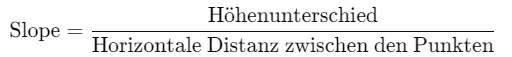 Slope = Höhenunterschied / Horizontale Distanz zwischen den Punkten